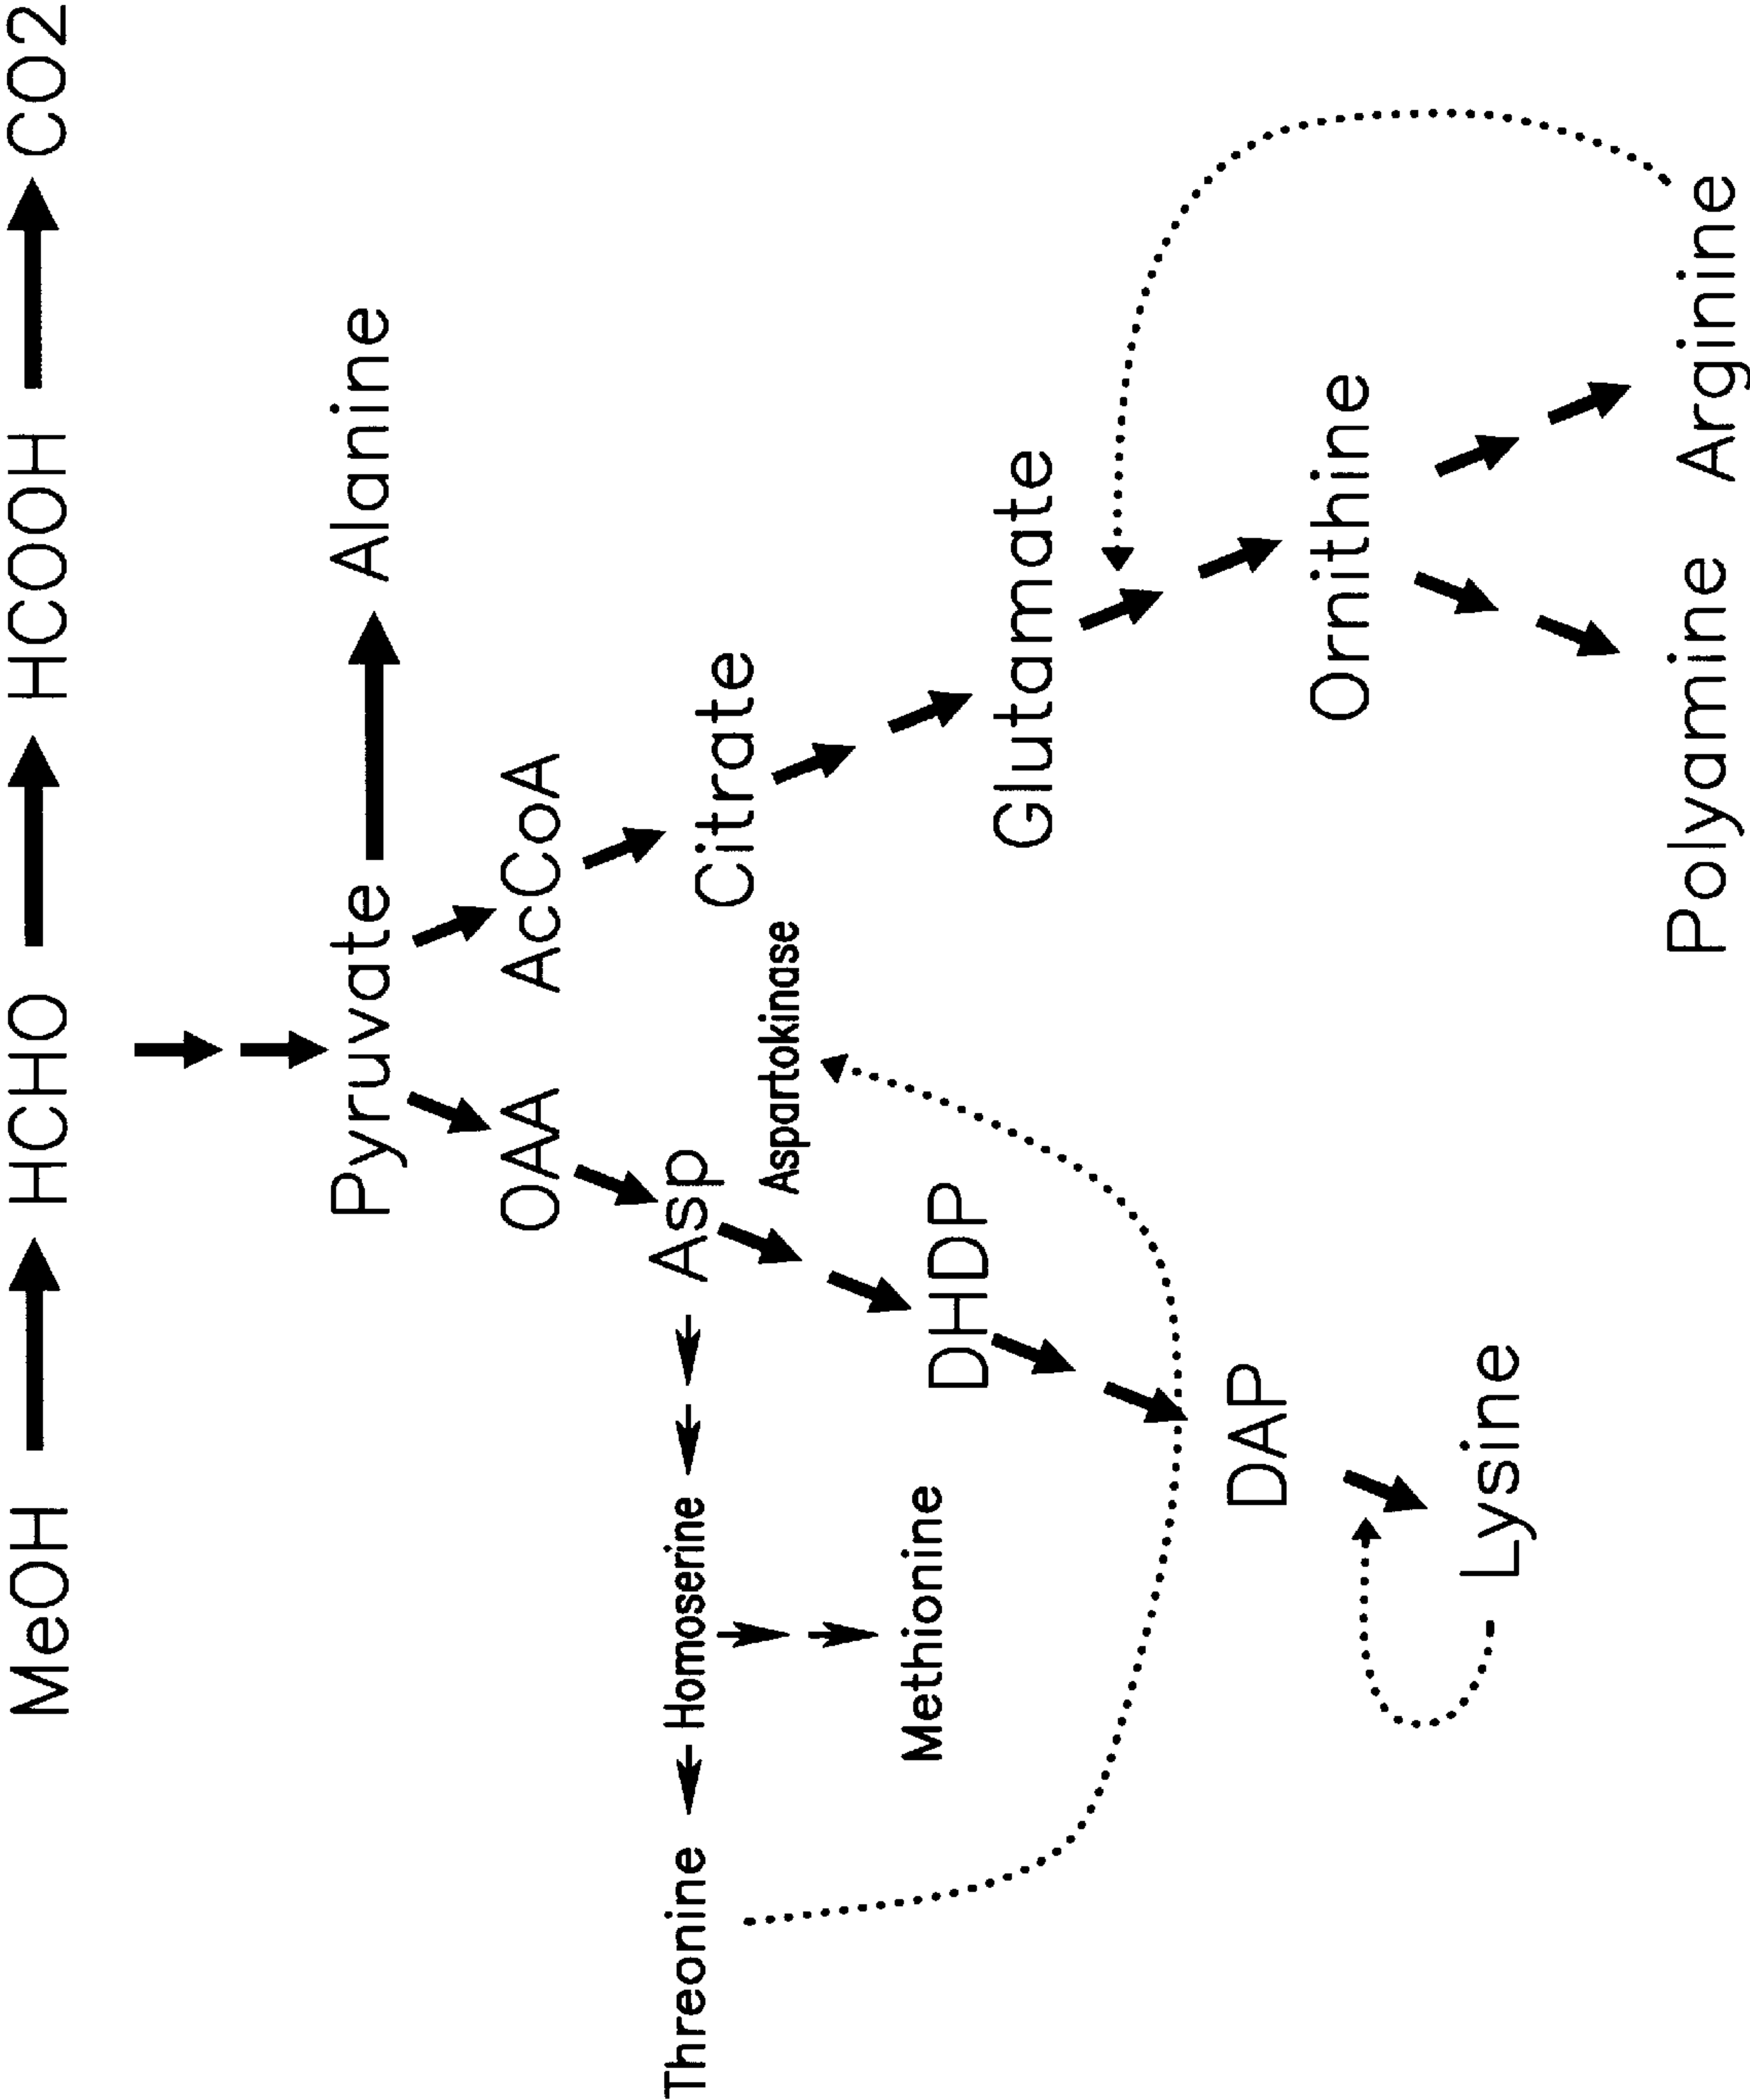 MeOH HCHO HCOOH CO2
Pyruvate Alanine
OAA AcCoA
Threonine Homoserine Asp Citrate
Aspartokinase
Methionine DHDP Glutamate
DAP Ornithine
Lysine
Polyamine Arginine